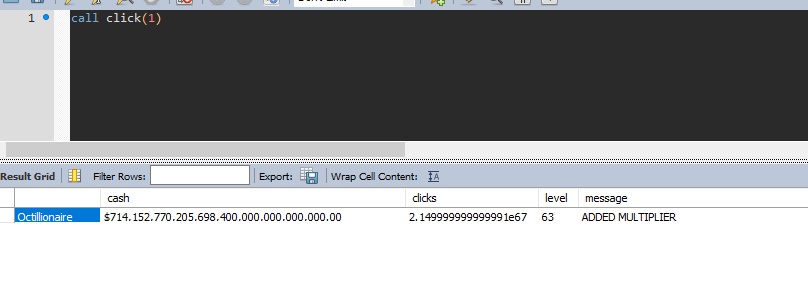 1 call click(1)
Result Grid Filter Rows: Export: Wrap Cell Content:
cash clicks level message
Octillionaire $714.152.770.205.698.400.000.000.000.000.00 2.149999999999991e67 63 ADDED MULTIPLIER